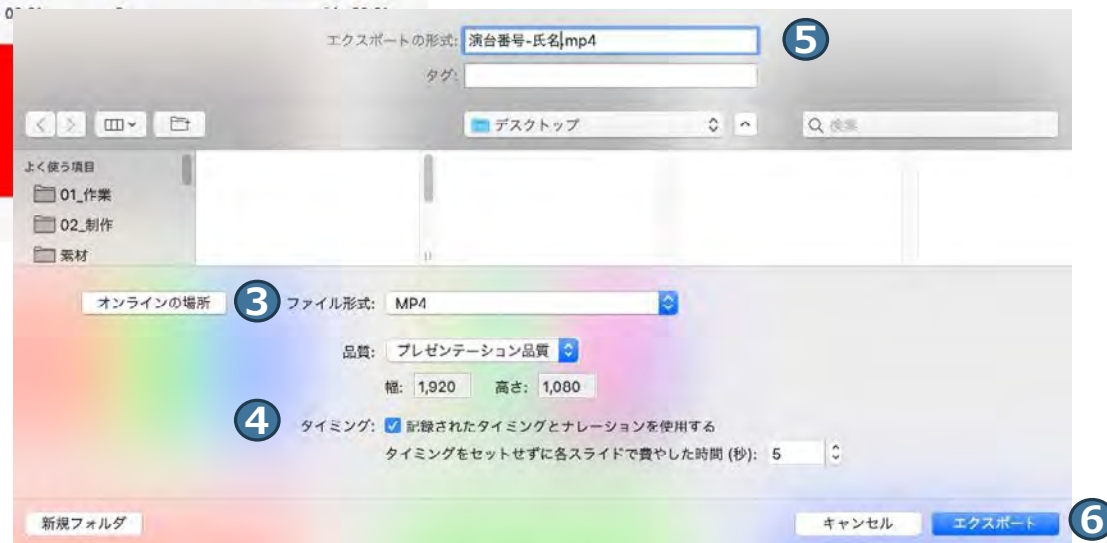 エクスポートの形式: 演台番号-氏名.mp4 5
タグ:
デスクトップ 検索
よく使う項目
01_作業
02_制作
素材
オンラインの場所 3 ファイル形式: MP4
品質: プレゼンテーション品質
幅: 1,920 高さ: 1,080
4 タイミング: 記録されたタイミングとナレーションを使用する
タイミングをセットせずに各スライドで費やした時間 (秒): 5
新規フォルダ キャンセル エクスポート 6